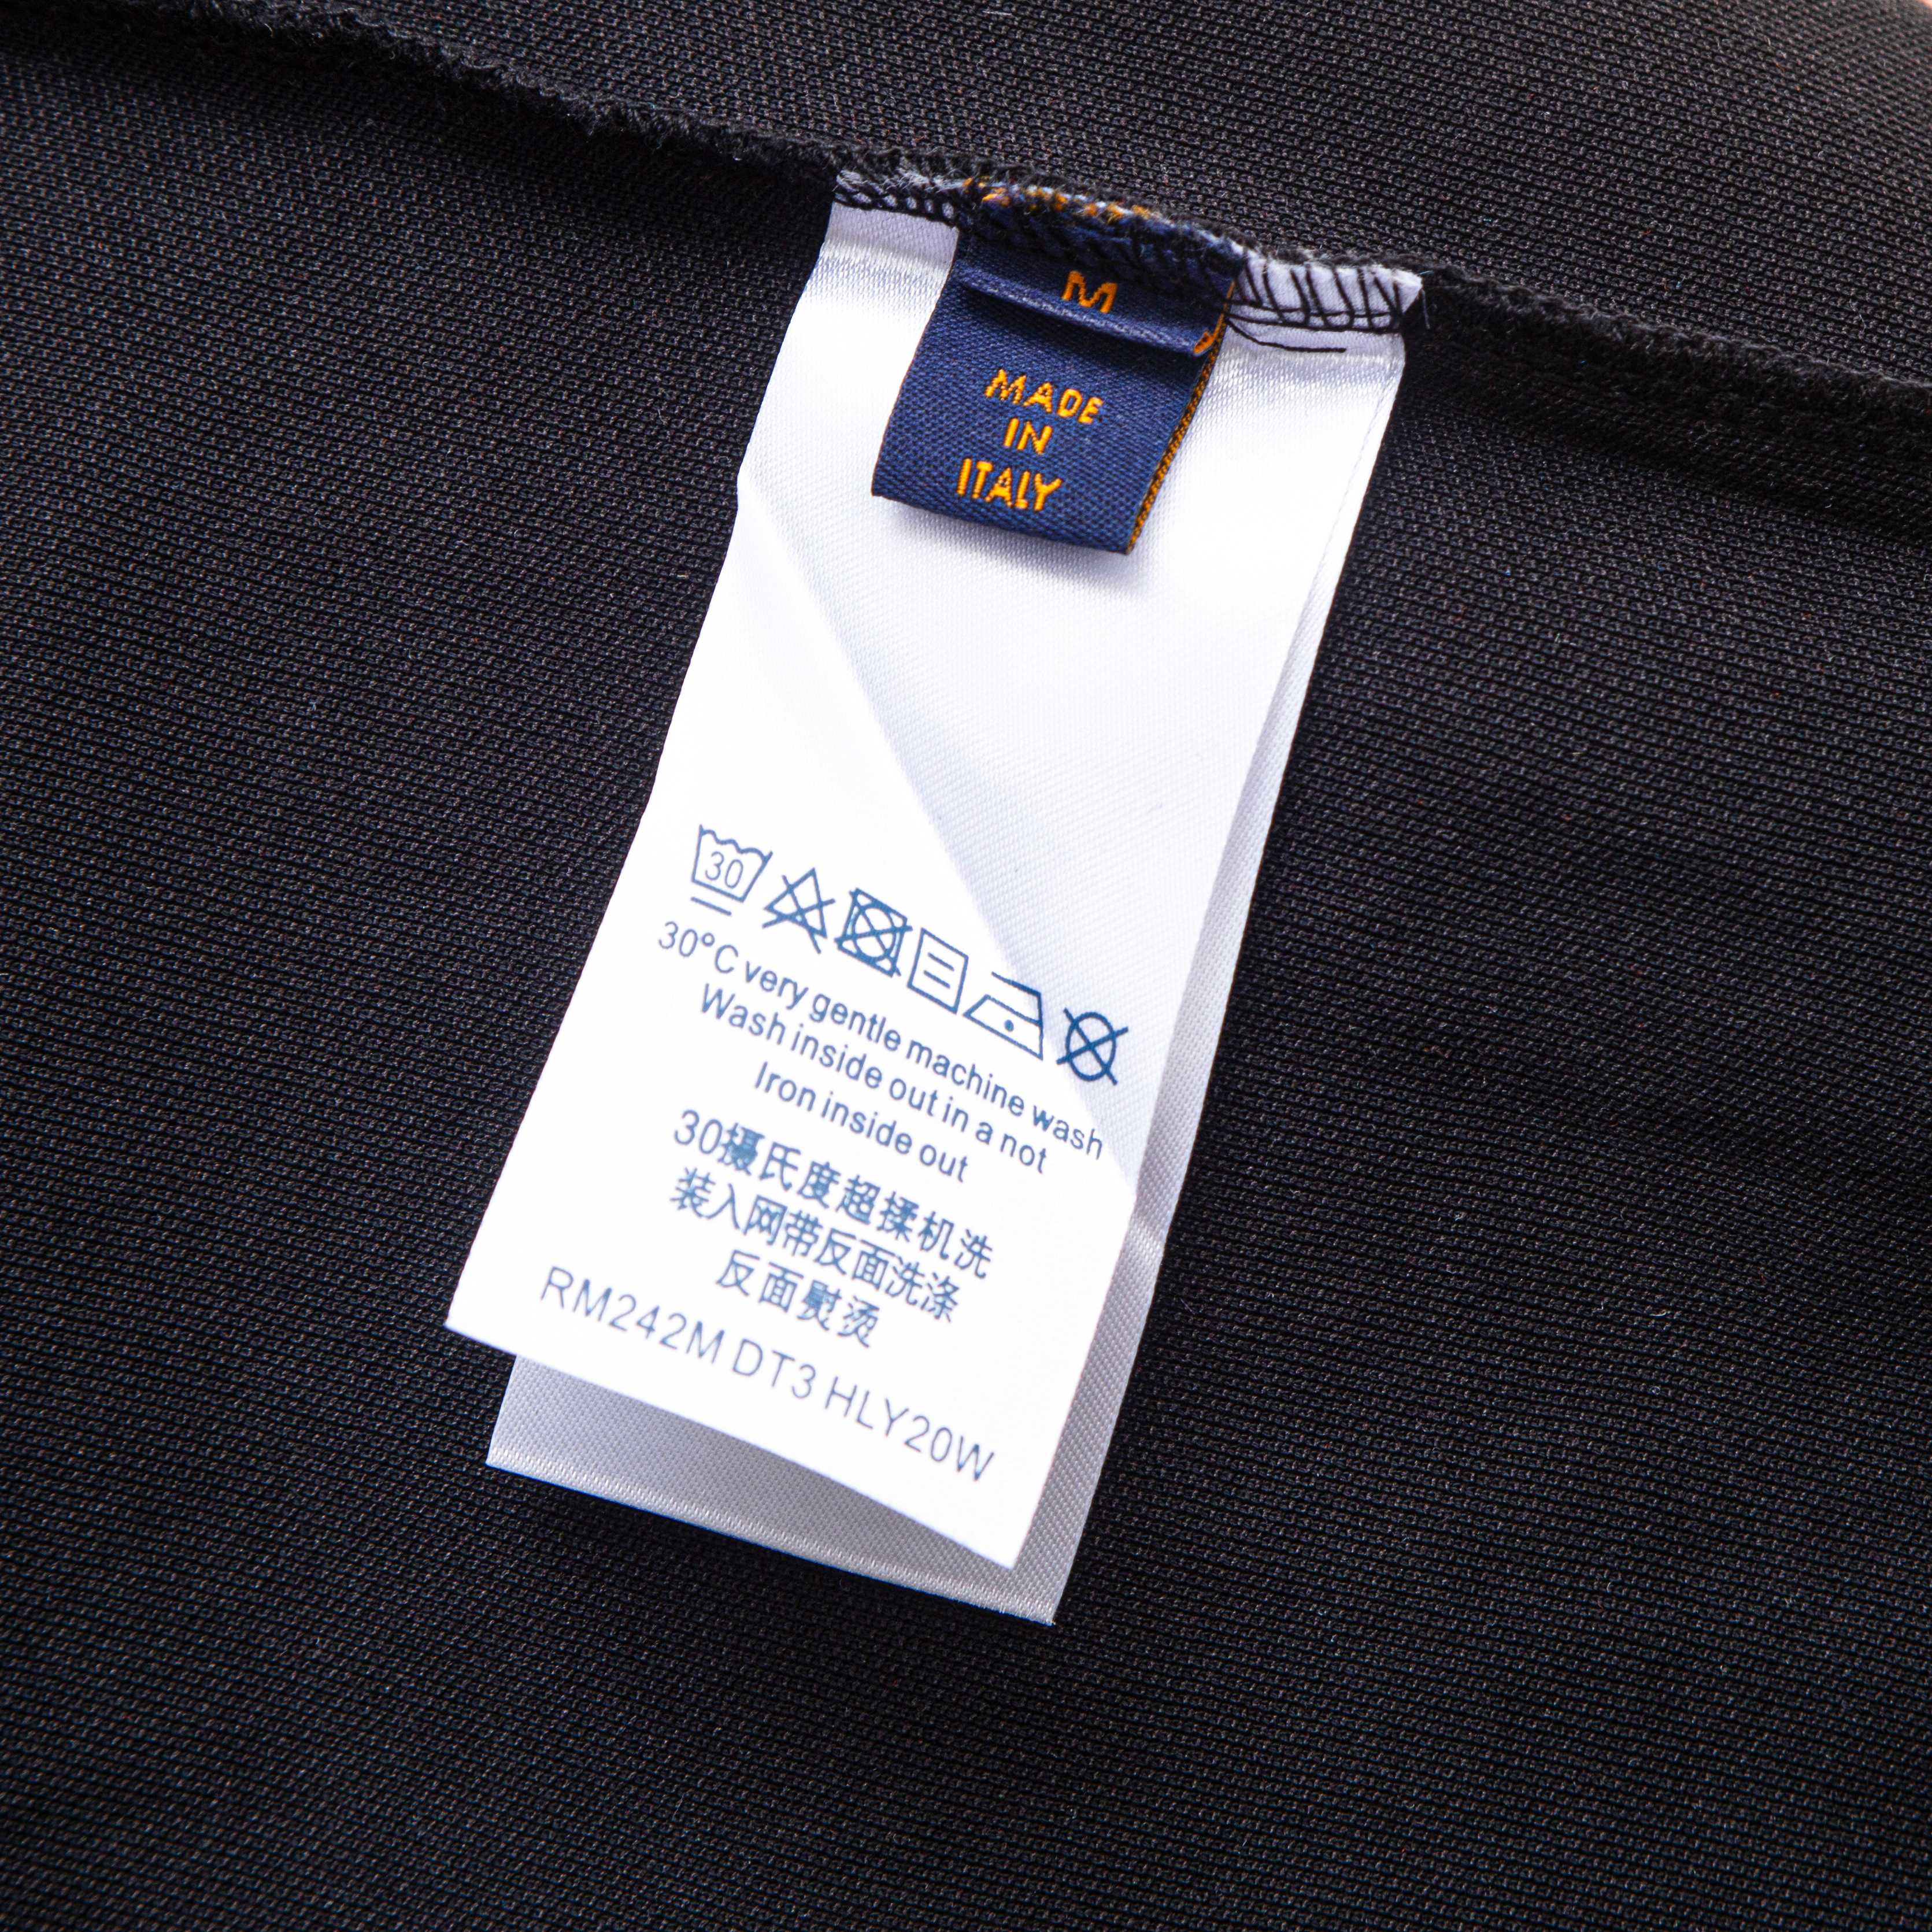 M
MADE
IN
ITALY
30
30°C very gentle machine wash
Wash inside out in a not
Iron inside out
30摄氏度超揉机洗
装入网带反面洗涤
反面熨烫
RM242M DT3 HLY20W